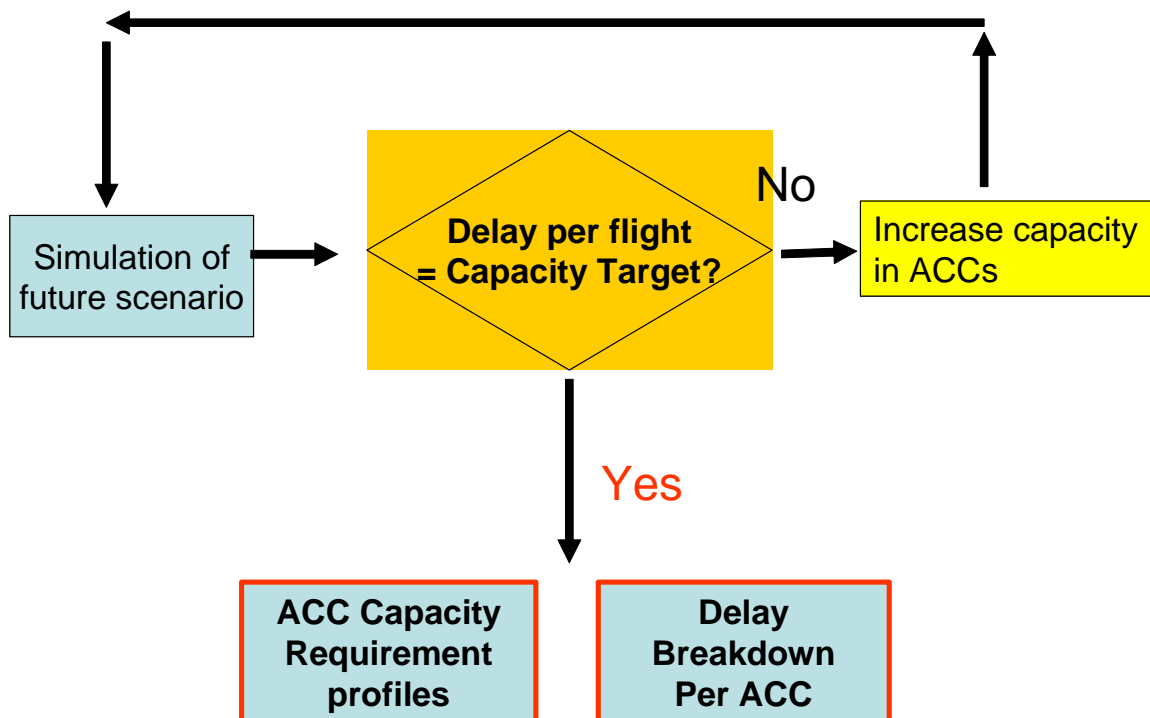 Simulation of
future scenario
Delay per flight
= Capacity Target?
No
Increase capacity
in ACCs
Yes
ACC Capacity
Requirement
profiles
Delay
Breakdown
Per ACC